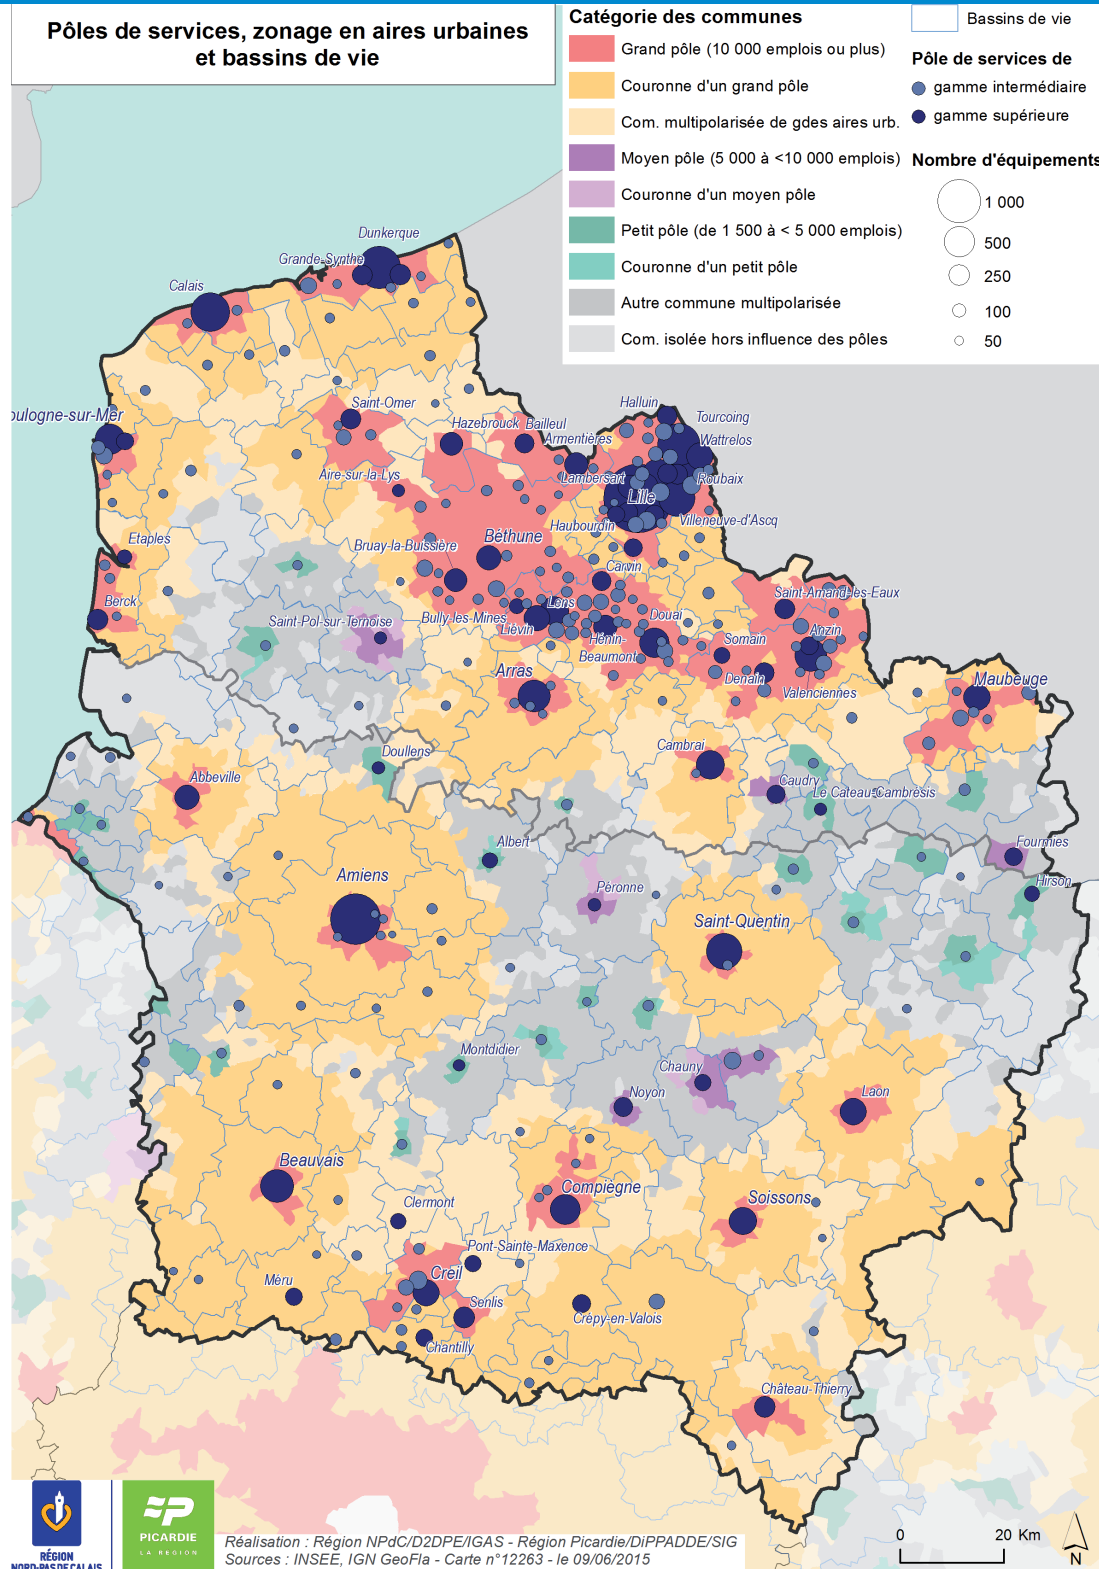 Pôles de services, zonage en aires urbaines
et bassins de vie
Catégorie des communes
Grand pôle (10 000 emplois ou plus)
Couronne d'un grand pôle
Com. multipolarisée de gdes aires urb.
Moyen pôle (5 000 à <10 000 emplois)
Couronne d'un moyen pôle
Petit pôle (de 1 500 à < 5 000 emplois)
Couronne d'un petit pôle
Autre commune multipolarisée
Com. isolée hors influence des pôles
Bassins de vie
Pôle de services de
gamme intermédiaire
gamme supérieure
Nombre d'équipements
1 000
500
250
100
50
Dunkerque
Grande-Synthe
Calais
oulogne-sur-Mer
Saint-Omer
Hazebrouck
Bailleul
Armentières
Halluin
Tourcoing
Wattrelos
Roubaix
Lambersart
Lille
Aire-sur-la-Lys
Villeneuve-d'Ascq
Haubourdin
Etaples
Béthune
Bruay-la-Buissière
Carvin
Berck
Saint-Pol-sur-Ternoise
Bully-les-Mines
Lens
Liévin
Hénin-
Beaumont
Douai
Saint-Amand-les-Eaux
Anzin
Somain
Denain
Valenciennes
Arras
Maubeuge
Cambrai
Doullens
Abbeville
Caudry
Le Cateau-Cambrésis
Albert
Fourmies
Hirson
Amiens
Péronne
Saint-Quentin
Montdidier
Chauny
Noyon
Laon
Beauvais
Clermont
Compiègne
Soissons
Pont-Sainte-Maxence
Creil
Méru
Senlis
Crépy-en-Valois
Chantilly
Château-Thierry
RÉGION
NORD-PAS DE CALAIS
PICARDIE
LA RÉGION
Réalisation : Région NPdC/D2DPE/IGAS - Région Picardie/DiPPADDE/SIG
Sources : INSEE, IGN GeoFla - Carte n°12263 - le 09/06/2015
0 20 Km
N